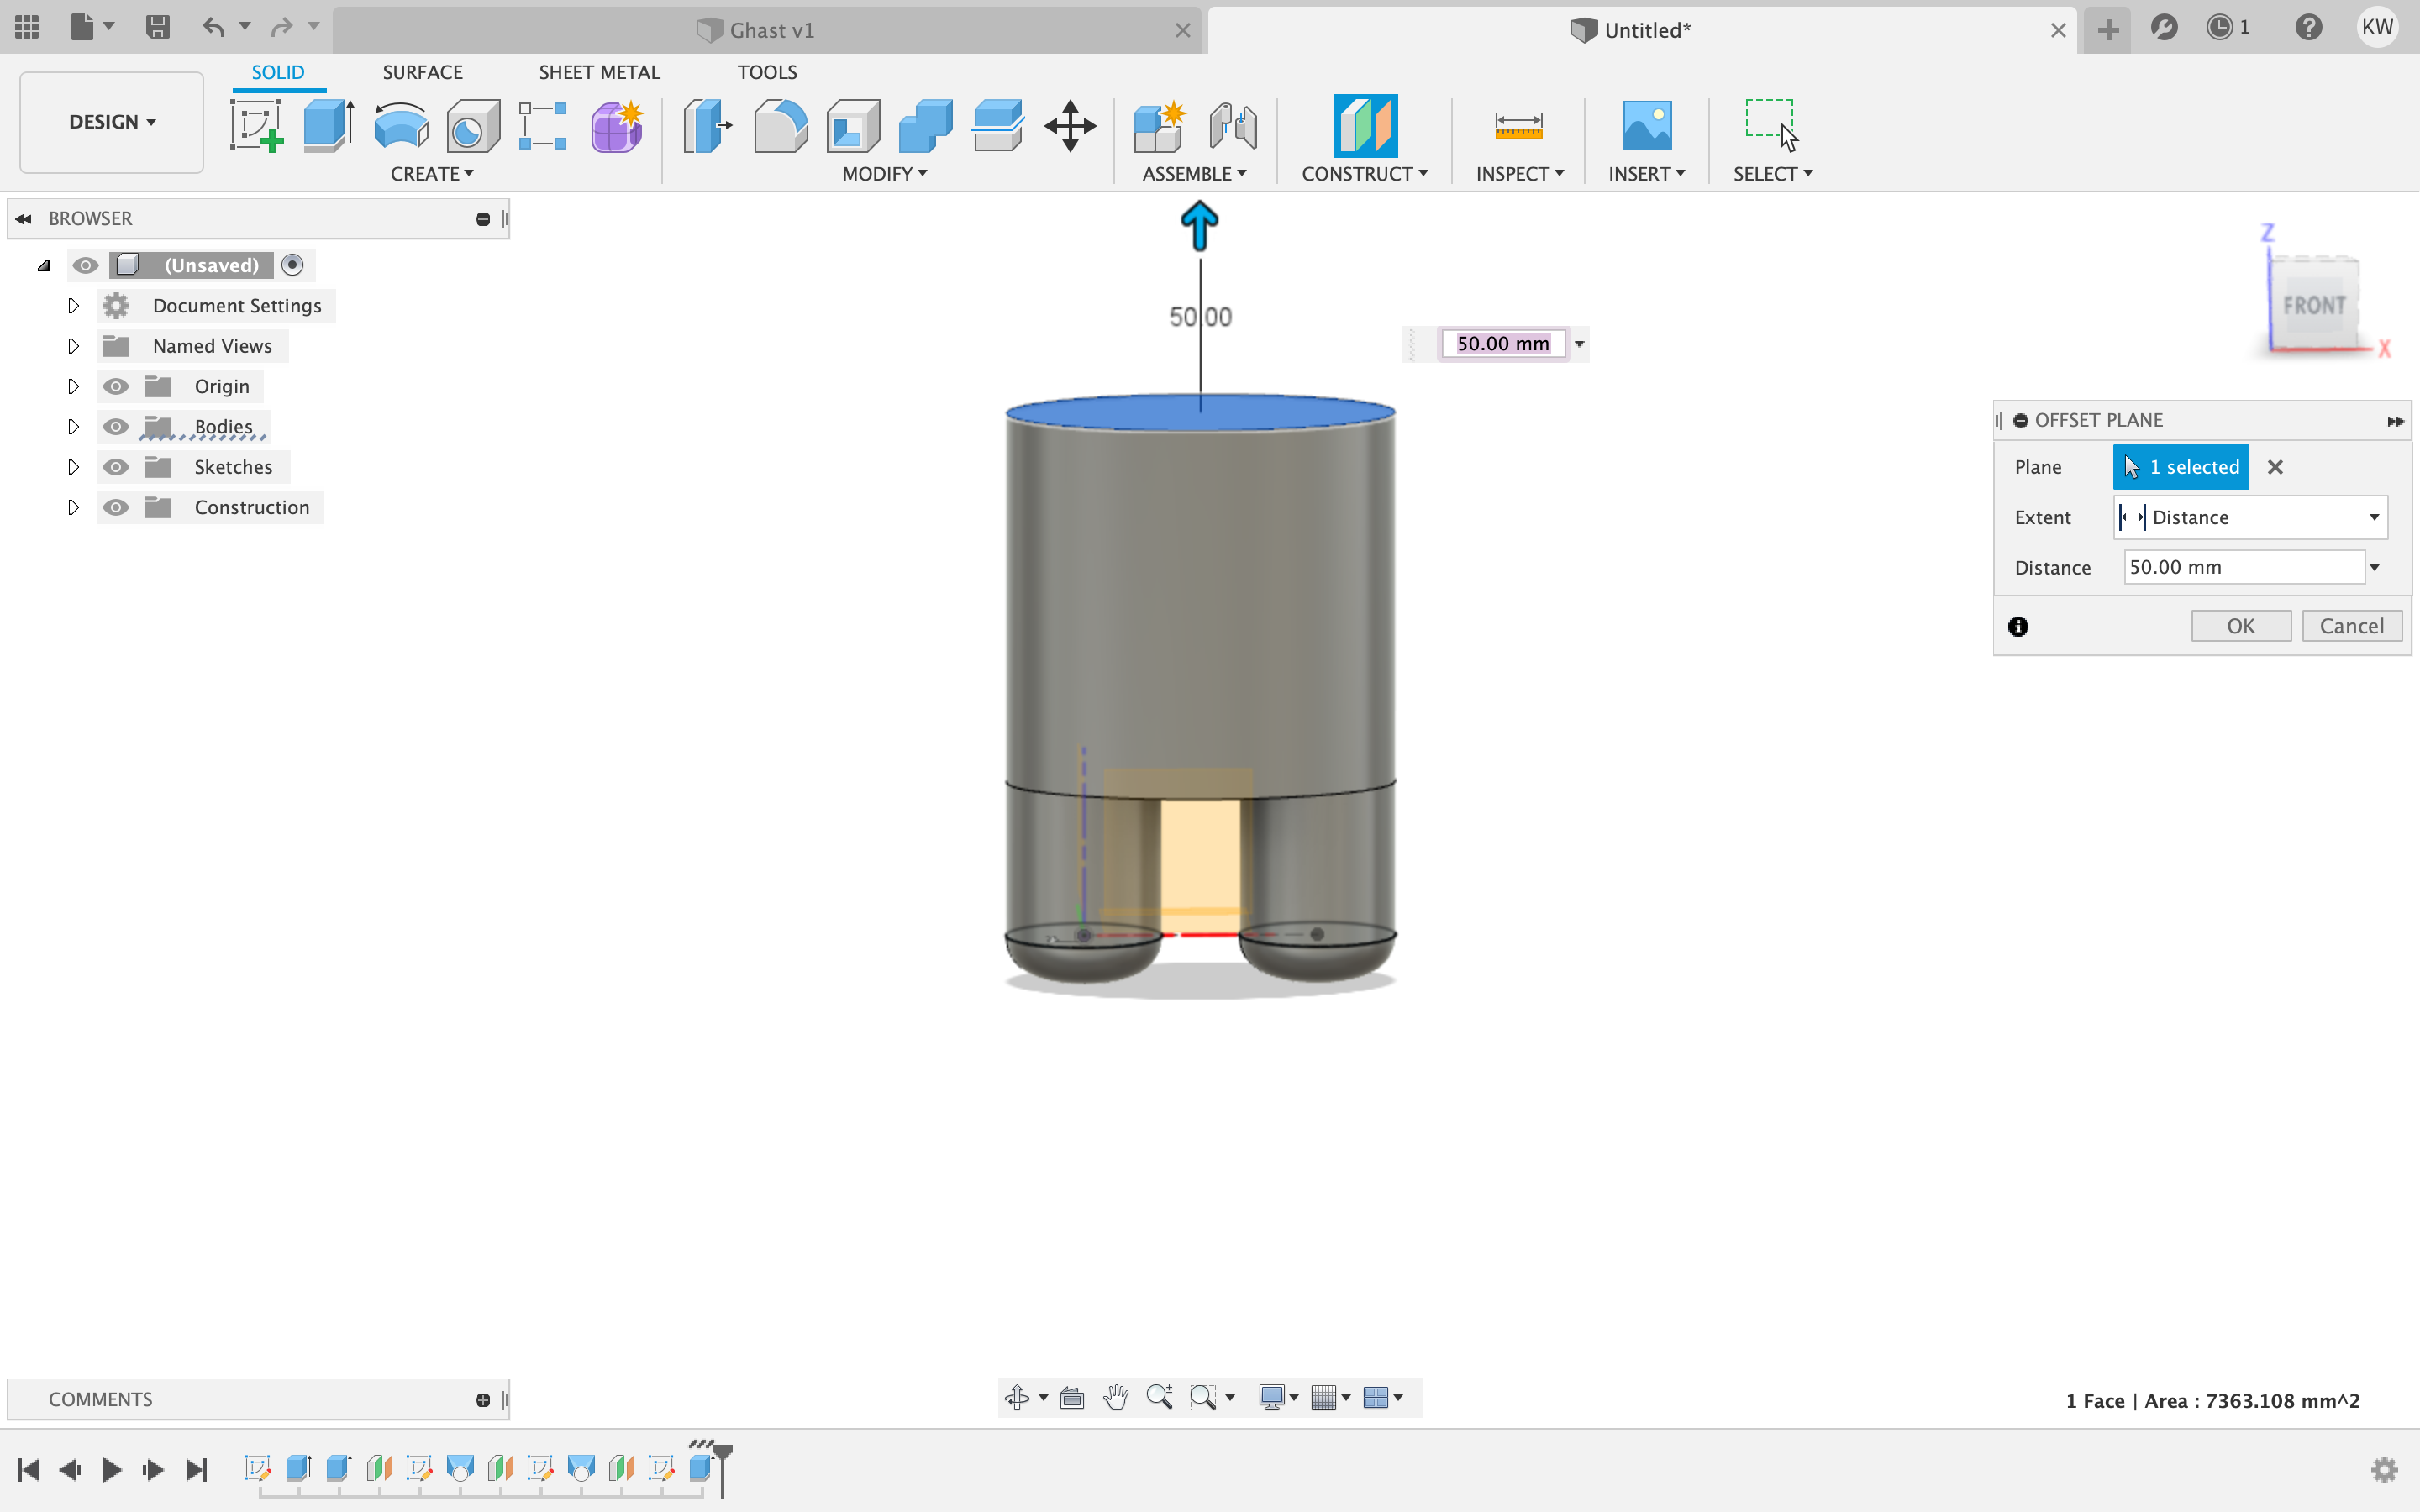 Ghast v1
Untitled*
1
KW
DESIGN
SOLID
SURFACE
SHEET METAL
TOOLS
CREATE
MODIFY
ASSEMBLE
CONSTRUCT
INSPECT
INSERT
SELECT
BROWSER
(Unsaved)
Document Settings
Named Views
Origin
Bodies
Sketches
Construction
50.00
50.00 mm
Z
FRONT
X
OFFSET PLANE
Plane
1 selected
Extent
Distance
Distance
50.00 mm
OK
Cancel
COMMENTS
1 Face | Area : 7363.108 mm^2